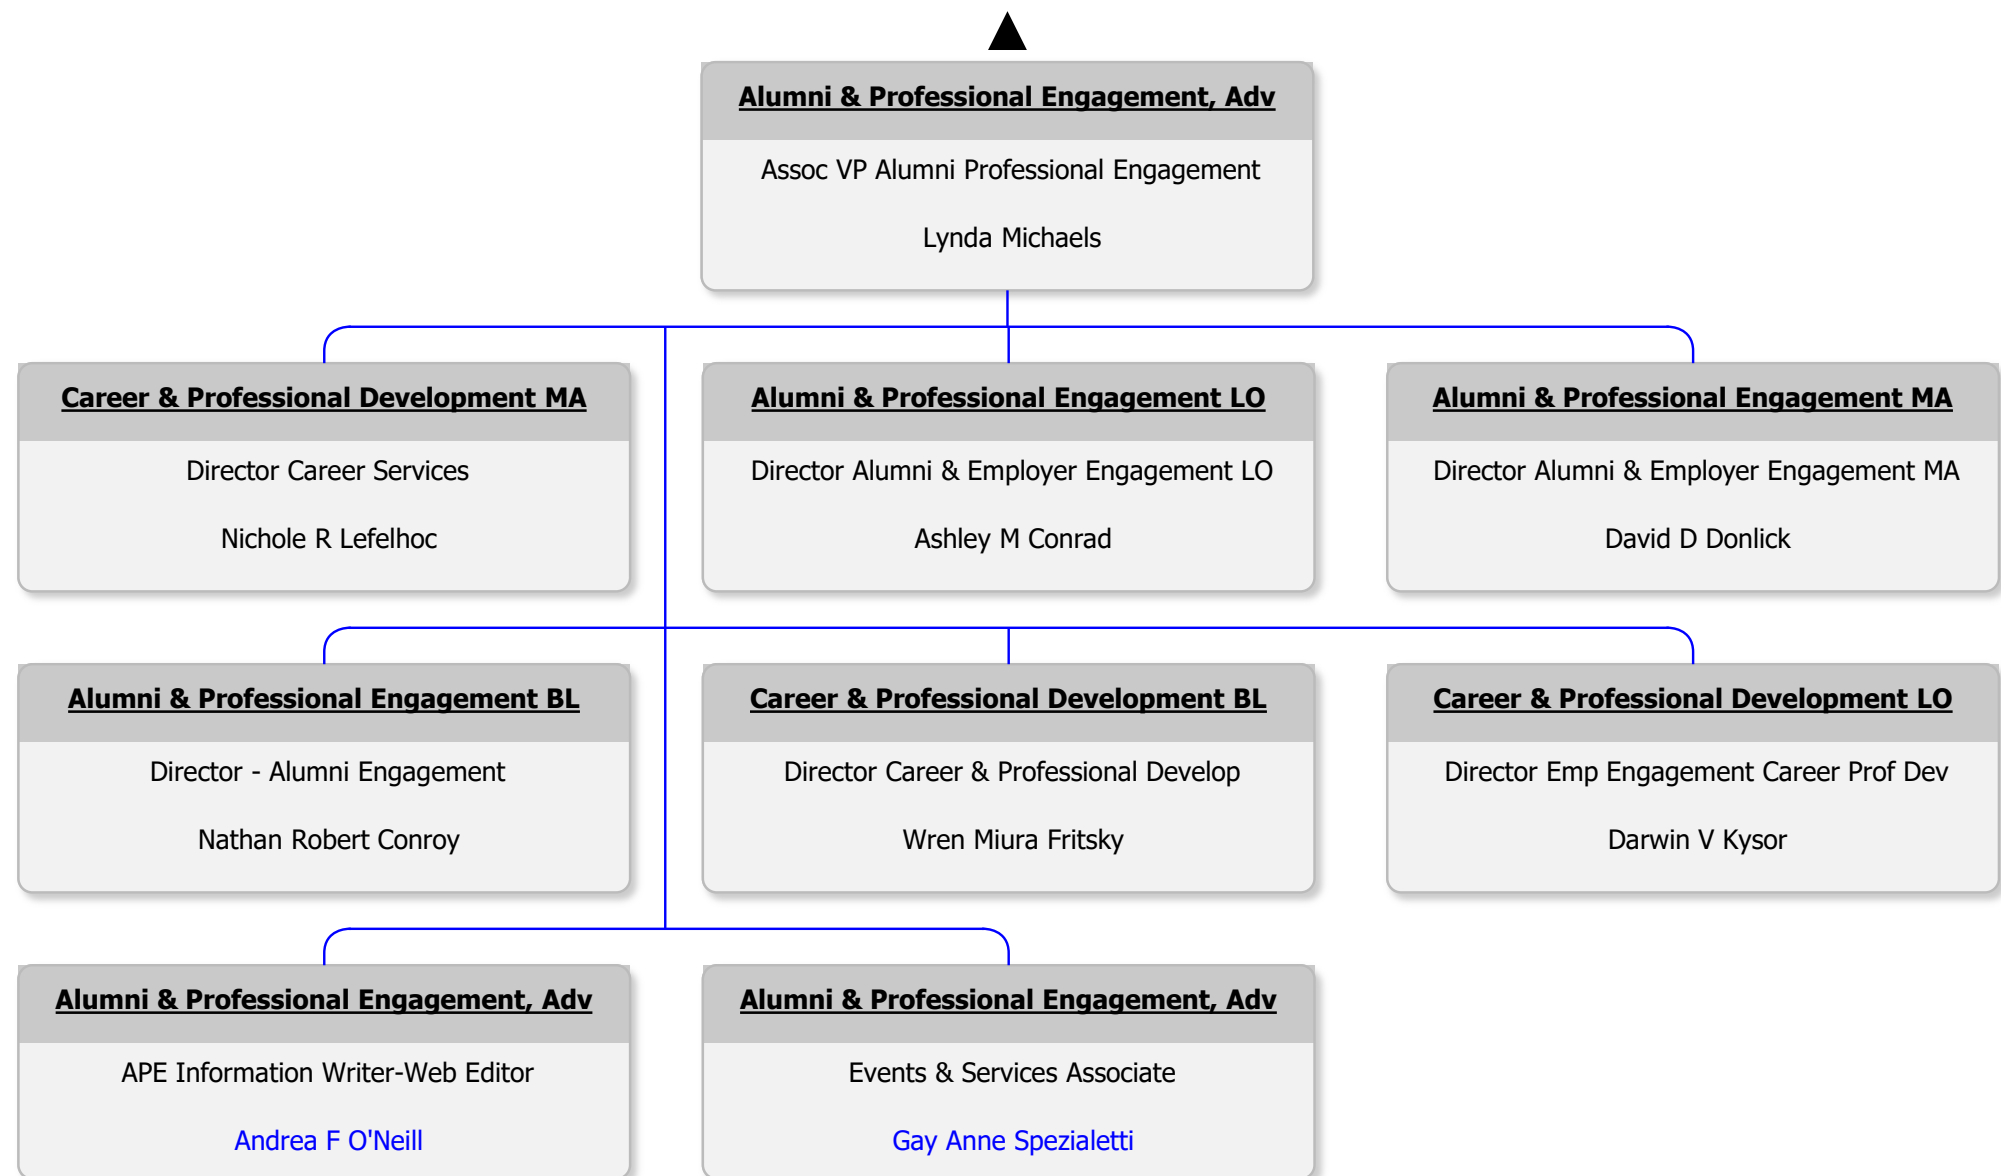 Alumni & Professional Engagement, Adv
Assoc VP Alumni Professional Engagement
Lynda Michaels
Career & Professional Development MA
Director Career Services
Nichole R Lefelhoc
Alumni & Professional Engagement LO
Director Alumni & Employer Engagement LO
Ashley M Conrad
Alumni & Professional Engagement MA
Director Alumni & Employer Engagement MA
David D Donlick
Alumni & Professional Engagement BL
Director - Alumni Engagement
Nathan Robert Conroy
Career & Professional Development BL
Director Career & Professional Develop
Wren Miura Fritsky
Career & Professional Development LO
Director Emp Engagement Career Prof Dev
Darwin V Kysor
Alumni & Professional Engagement, Adv
APE Information Writer-Web Editor
Andrea F O'Neill
Alumni & Professional Engagement, Adv
Events & Services Associate
Gay Anne Spezialetti